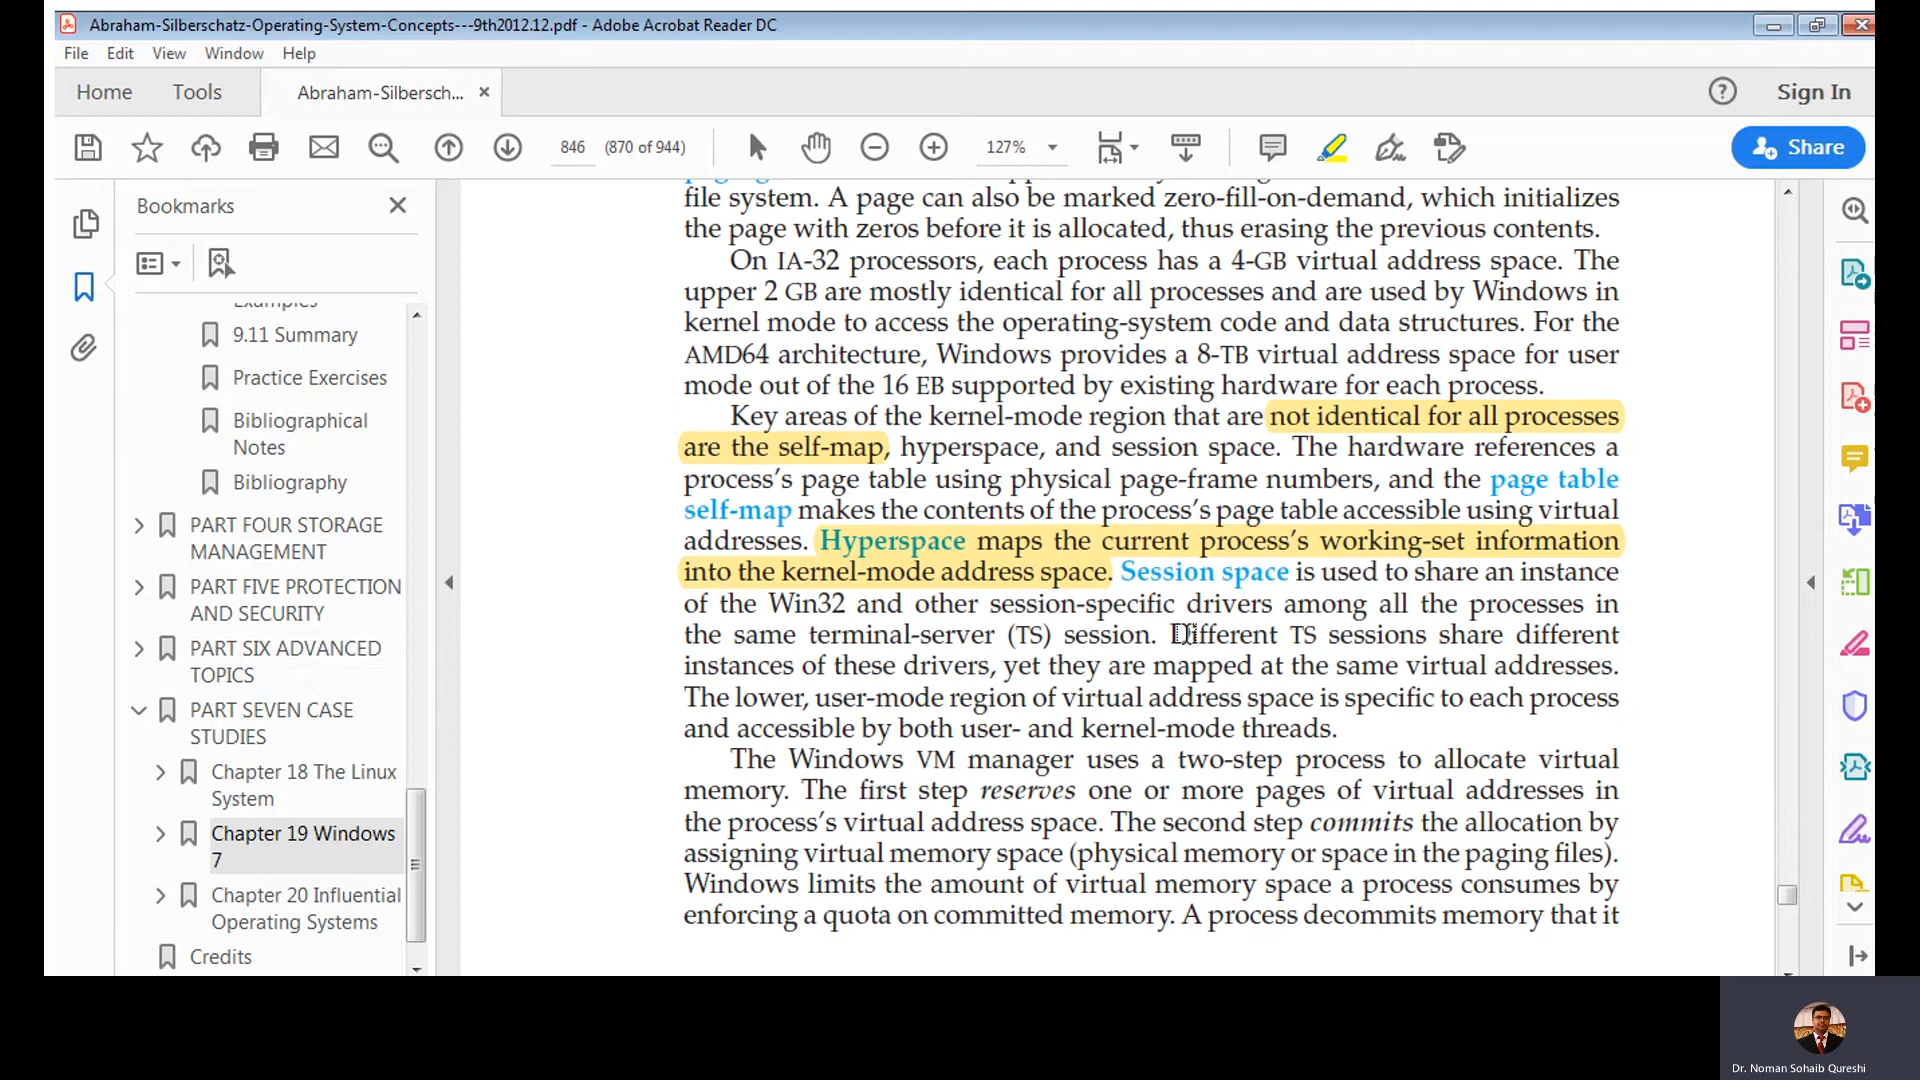 Abraham-Silberschatz-Operating-System-Concepts---9th2012.12.pdf - Adobe Acrobat Reader DC
File Edit View Window Help
Home Tools Abraham-Silbersch... Sign In
846 (870 of 944) 127% Share
Bookmarks
Examples
9.11 Summary
Practice Exercises
Bibliographical
Notes
Bibliography
PART FOUR STORAGE
MANAGEMENT
PART FIVE PROTECTION
AND SECURITY
PART SIX ADVANCED
TOPICS
PART SEVEN CASE
STUDIES
Chapter 18 The Linux
System
Chapter 19 Windows
7
Chapter 20 Influential
Operating Systems
Credits
file system. A page can also be marked zero-fill-on-demand, which initializes
the page with zeros before it is allocated, thus erasing the previous contents.
On IA-32 processors, each process has a 4-GB virtual address space. The
upper 2 GB are mostly identical for all processes and are used by Windows in
kernel mode to access the operating-system code and data structures. For the
AMD64 architecture, Windows provides a 8-TB virtual address space for user
mode out of the 16 EB supported by existing hardware for each process.
Key areas of the kernel-mode region that are not identical for all processes
are the self-map, hyperspace, and session space. The hardware references a
process's page table using physical page-frame numbers, and the page table
self-map makes the contents of the process's page table accessible using virtual
addresses. Hyperspace maps the current process's working-set information
into the kernel-mode address space. Session space is used to share an instance
of the Win32 and other session-specific drivers among all the processes in
the same terminal-server (TS) session. Different TS sessions share different
instances of these drivers, yet they are mapped at the same virtual addresses.
The lower, user-mode region of virtual address space is specific to each process
and accessible by both user- and kernel-mode threads.
The Windows VM manager uses a two-step process to allocate virtual
memory. The first step reserves one or more pages of virtual addresses in
the process's virtual address space. The second step commits the allocation by
assigning virtual memory space (physical memory or space in the paging files).
Windows limits the amount of virtual memory space a process consumes by
enforcing a quota on committed memory. A process decommits memory that it
Dr. Noman Sohaib Qureshi